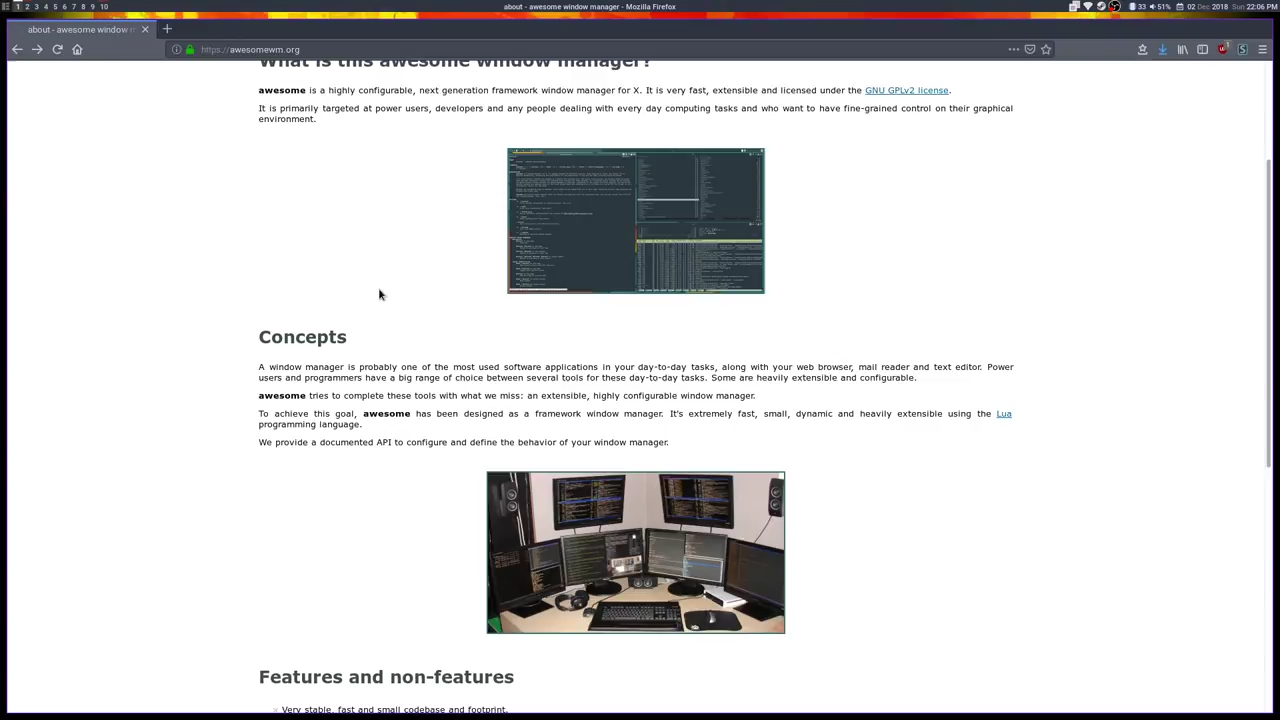 1 2 3 4 5 6 7 8 9 10
about - awesome window manager - Mozilla Firefox
33 51% 02 Dec 2018 Sun 22:06
about - awesome window m
https://awesomewm.org
What is this awesome window manager?
awesome is a highly configurable, next generation framework window manager for X. It is very fast, extensible and licensed under the GNU GPLv2 license.
It is primarily targeted at power users, developers and any people dealing with every day computing tasks and who want to have fine-grained control on their graphical
environment.
Concepts
A window manager is probably one of the most used software applications in your day-to-day tasks, along with your web browser, mail reader and text editor. Power
users and programmers have a big range of choice between several tools for these day-to-day tasks. Some are heavily extensible and configurable.
awesome tries to complete these tools with what we miss: an extensible, highly configurable window manager.
To achieve this goal, awesome has been designed as a framework window manager. It's extremely fast, small, dynamic and heavily extensible using the Lua
programming language.
We provide a documented API to configure and define the behavior of your window manager.
Features and non-features
Very stable, fast and small codebase and footprint.